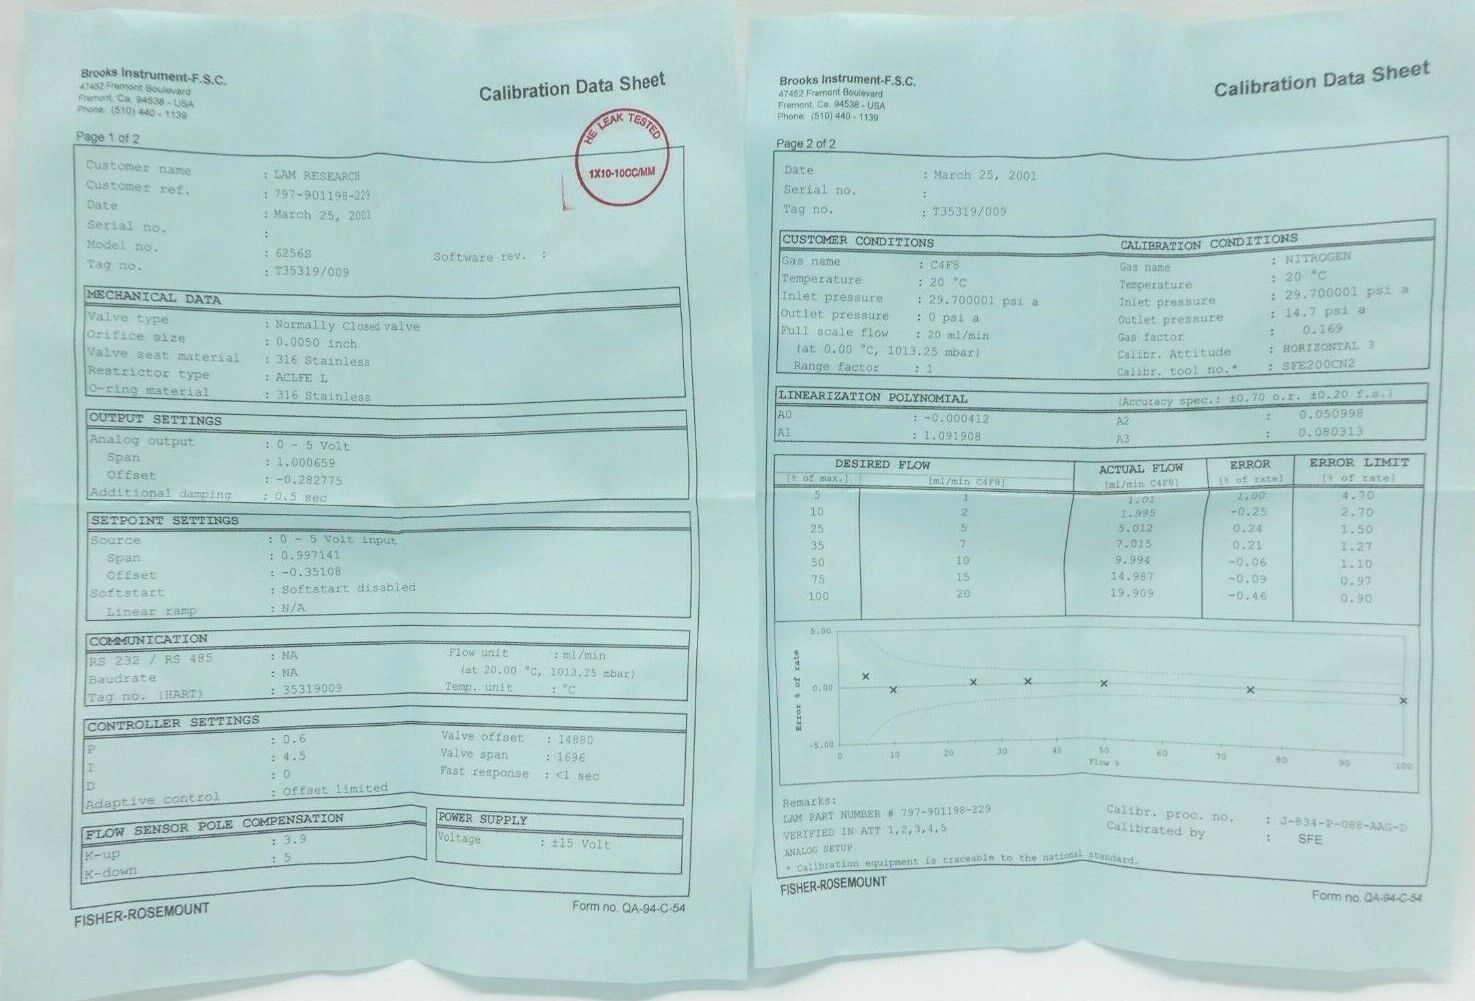 Brooks Instrument-F.S.C.
47452 Fremont Boulevard
Fremont, Ca. 94538 - USA
Phone: (510) 440 - 1139
Calibration Data Sheet
HE LEAK TESTED
1X10-10CC/MM
Page 1 of 2
Customer name : LAM RESEARCH
Customer ref. : 797-901198-229
Date : March 25, 2001
Serial no. :
Model no. : 6256S Software rev. :
Tag no. : T35319/009
MECHANICAL DATA
Valve type : Normally Closed valve
Orifice size : 0.0050 inch
Valve seat material : 316 Stainless
Restrictor type : ACLFE L
O-ring material : 316 Stainless
OUTPUT SETTINGS
Analog output : 0 - 5 Volt
Span : 1.000659
Offset : -0.282775
Additional damping : 0.5 sec
SETPOINT SETTINGS
Source : 0 - 5 Volt input
Span : 0.997141
Offset : -0.35108
Softstart : Softstart disabled
Linear ramp : N/A
COMMUNICATION
RS 232 / RS 485 : NA Flow unit : ml/min
Baudrate : NA (at 20.00 °C, 1013.25 mbar)
Tag no. (HART) : 35319009 Temp. unit : °C
CONTROLLER SETTINGS
P : 0.6 Valve offset : 14880
I : 4.5 Valve span : 1696
D : 0 Fast response : <1 sec
Adaptive control : Offset limited
FLOW SENSOR POLE COMPENSATION
K-up : 3.9
K-down : 5
POWER SUPPLY
Voltage : ±15 Volt
FISHER-ROSEMOUNT
Form no. QA-94-C-54
Brooks Instrument-F.S.C.
47452 Fremont Boulevard
Fremont, Ca. 94538 - USA
Phone: (510) 440 - 1139
Calibration Data Sheet
Page 2 of 2
Date : March 25, 2001
Serial no. :
Tag no. : T35319/009
CUSTOMER CONDITIONS CALIBRATION CONDITIONS
Gas name : C4F8 Gas name : NITROGEN
Temperature : 20 °C Temperature : 20 °C
Inlet pressure : 29.700001 psi a Inlet pressure : 29.700001 psi a
Outlet pressure : 0 psi a Outlet pressure : 14.7 psi a
Full scale flow : 20 ml/min Gas factor : 0.169
(at 0.00 °C, 1013.25 mbar) Calibr. Attitude : HORIZONTAL 3
Range factor : 1 Calibr. tool no.* : SFE200CN2
LINEARIZATION POLYNOMIAL (Accuracy spec.: ±0.70 o.r. ±0.20 f.s.)
A0 : -0.000412 A2 : 0.050998
A1 : 1.091908 A3 : 0.080313
DESIRED FLOW ACTUAL FLOW ERROR ERROR LIMIT
[% of max.] [ml/min C4F8] [ml/min C4F8] [% of rate] [% of rate]
5 1 1.01 1.00 4.70
10 2 1.995 -0.25 2.70
25 5 5.012 0.24 1.50
35 7 7.015 0.21 1.27
50 10 9.994 -0.06 1.10
75 15 14.987 -0.09 0.97
100 20 19.909 -0.46 0.90
5.00
0.00
-5.00
Error % of rate
0 10 20 30 40 50 60 70 80 90 100
Flow %
Remarks:
LAM PART NUMBER # 797-901198-229
VERIFIED IN ATT 1,2,3,4,5
ANALOG SETUP
Calibr. proc. no. : J-834-P-088-AAG-D
Calibrated by : SFE
* Calibration equipment is traceable to the national standard.
FISHER-ROSEMOUNT
Form no. QA-94-C-54